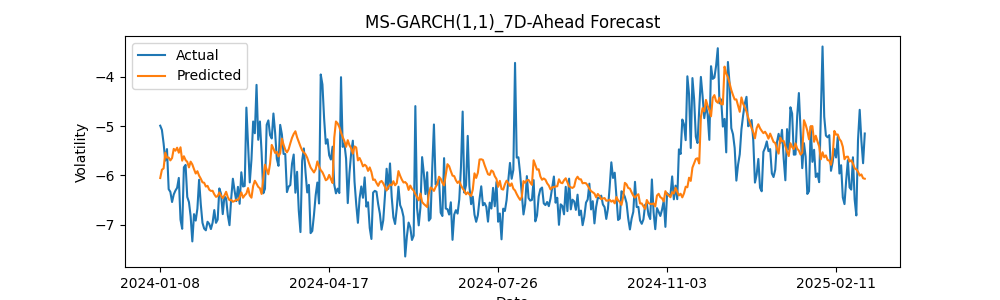 MS-GARCH(1,1)_7D-Ahead Forecast
Actual
Predicted
Volatility
−4
−5
−6
−7
2024-01-08 2024-04-17 2024-07-26 2024-11-03 2025-02-11
Date